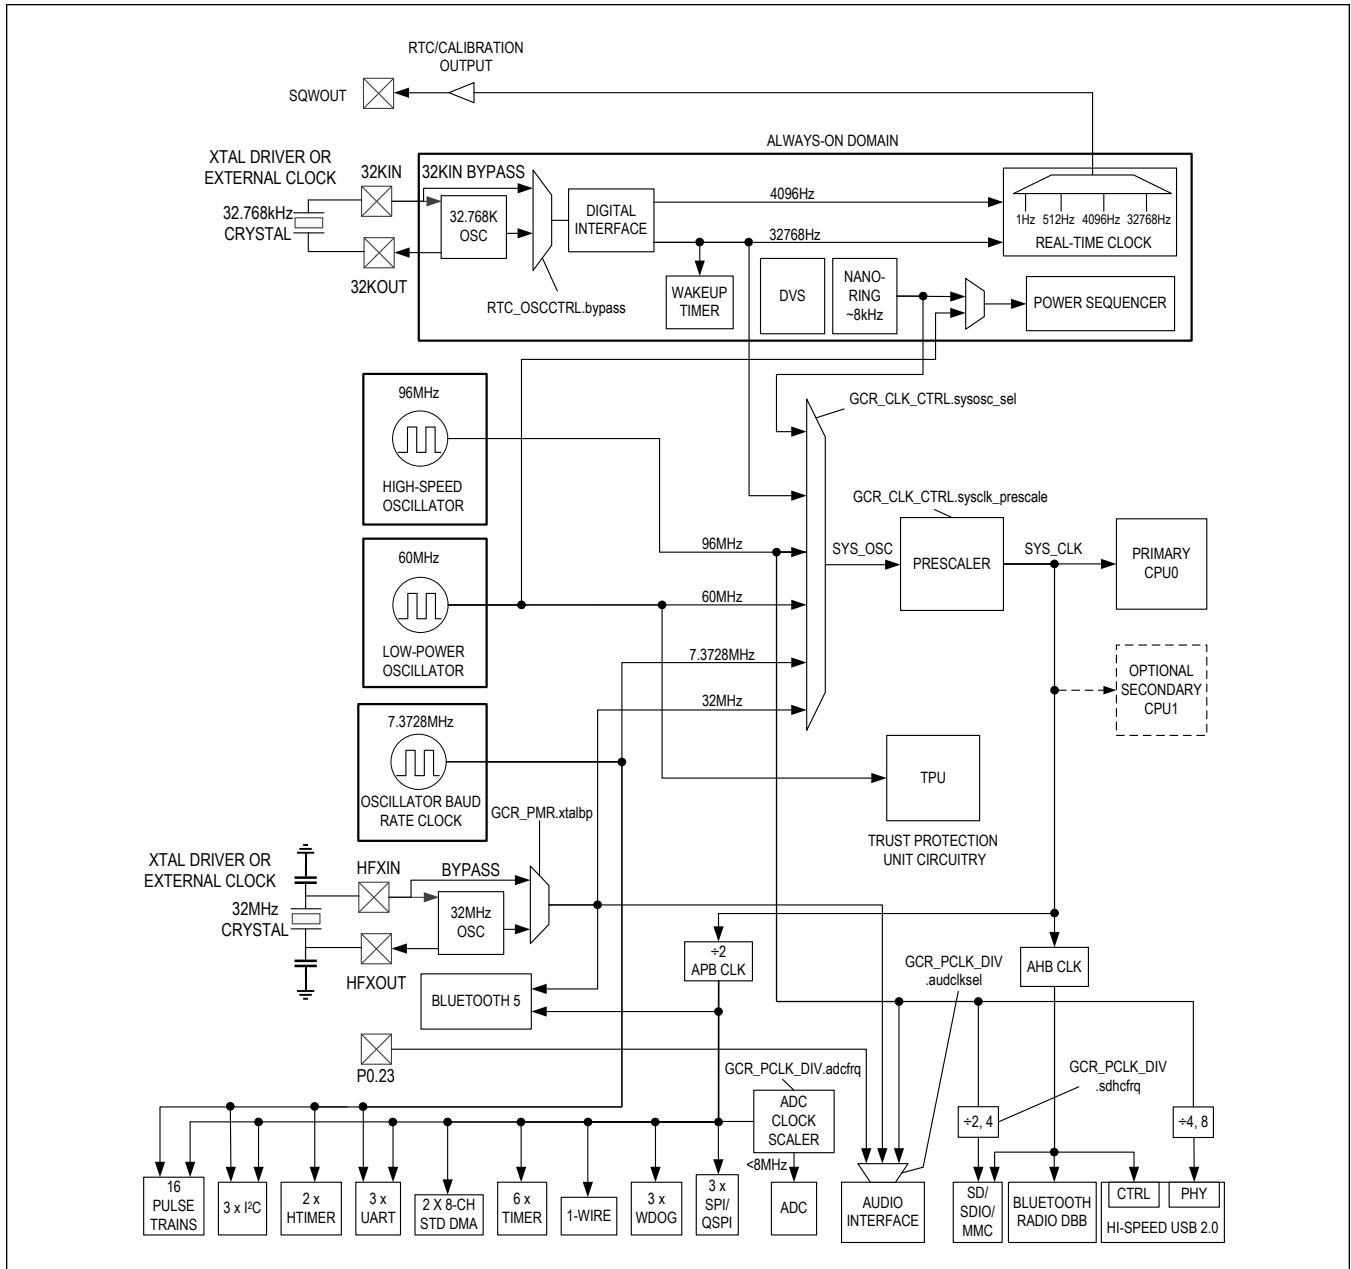 RTC/CALIBRATION
OUTPUT
SQWOUT
ALWAYS-ON DOMAIN
XTAL DRIVER OR
EXTERNAL CLOCK
32KIN
32KIN BYPASS
32.768kHz
CRYSTAL
32.768K
OSC
DIGITAL
INTERFACE
4096Hz
32768Hz
1Hz
512Hz
4096Hz
32768Hz
REAL-TIME CLOCK
32KOUT
RTC_OSCCTRL.bypass
WAKEUP
TIMER
DVS
NANO-
RING
~8kHz
POWER SEQUENCER
96MHz
HIGH-SPEED
OSCILLATOR
GCR_CLK_CTRL.sysosc_sel
GCR_CLK_CTRL.sysclk_prescale
96MHz
SYS_OSC
PRESCALER
SYS_CLK
PRIMARY
CPU0
60MHz
LOW-POWER
OSCILLATOR
60MHz
7.3728MHz
32MHz
OPTIONAL
SECONDARY
CPU1
7.3728MHz
OSCILLATOR BAUD
RATE CLOCK
TPU
TRUST PROTECTION
UNIT CIRCUITRY
GCR_PMR.xtalbp
XTAL DRIVER OR
EXTERNAL CLOCK
HFXIN
BYPASS
32MHz
CRYSTAL
32MHz
OSC
HFXOUT
BLUETOOTH 5
÷2
APB CLK
GCR_PCLK_DIV
.audclksel
AHB CLK
P0.23
GCR_PCLK_DIV.adcfrq
ADC
CLOCK
SCALER
<8MHz
GCR_PCLK_DIV
.sdhcfrq
÷2, 4
÷4, 8
16
PULSE
TRAINS
3 x I²C
2 x
HTIMER
3 x
UART
2 X 8-CH
STD DMA
6 x
TIMER
1-WIRE
3 x
WDOG
3 x
SPI/
QSPI
ADC
AUDIO
INTERFACE
SD/
SDIO/
MMC
BLUETOOTH
RADIO DBB
CTRL
PHY
HI-SPEED USB 2.0